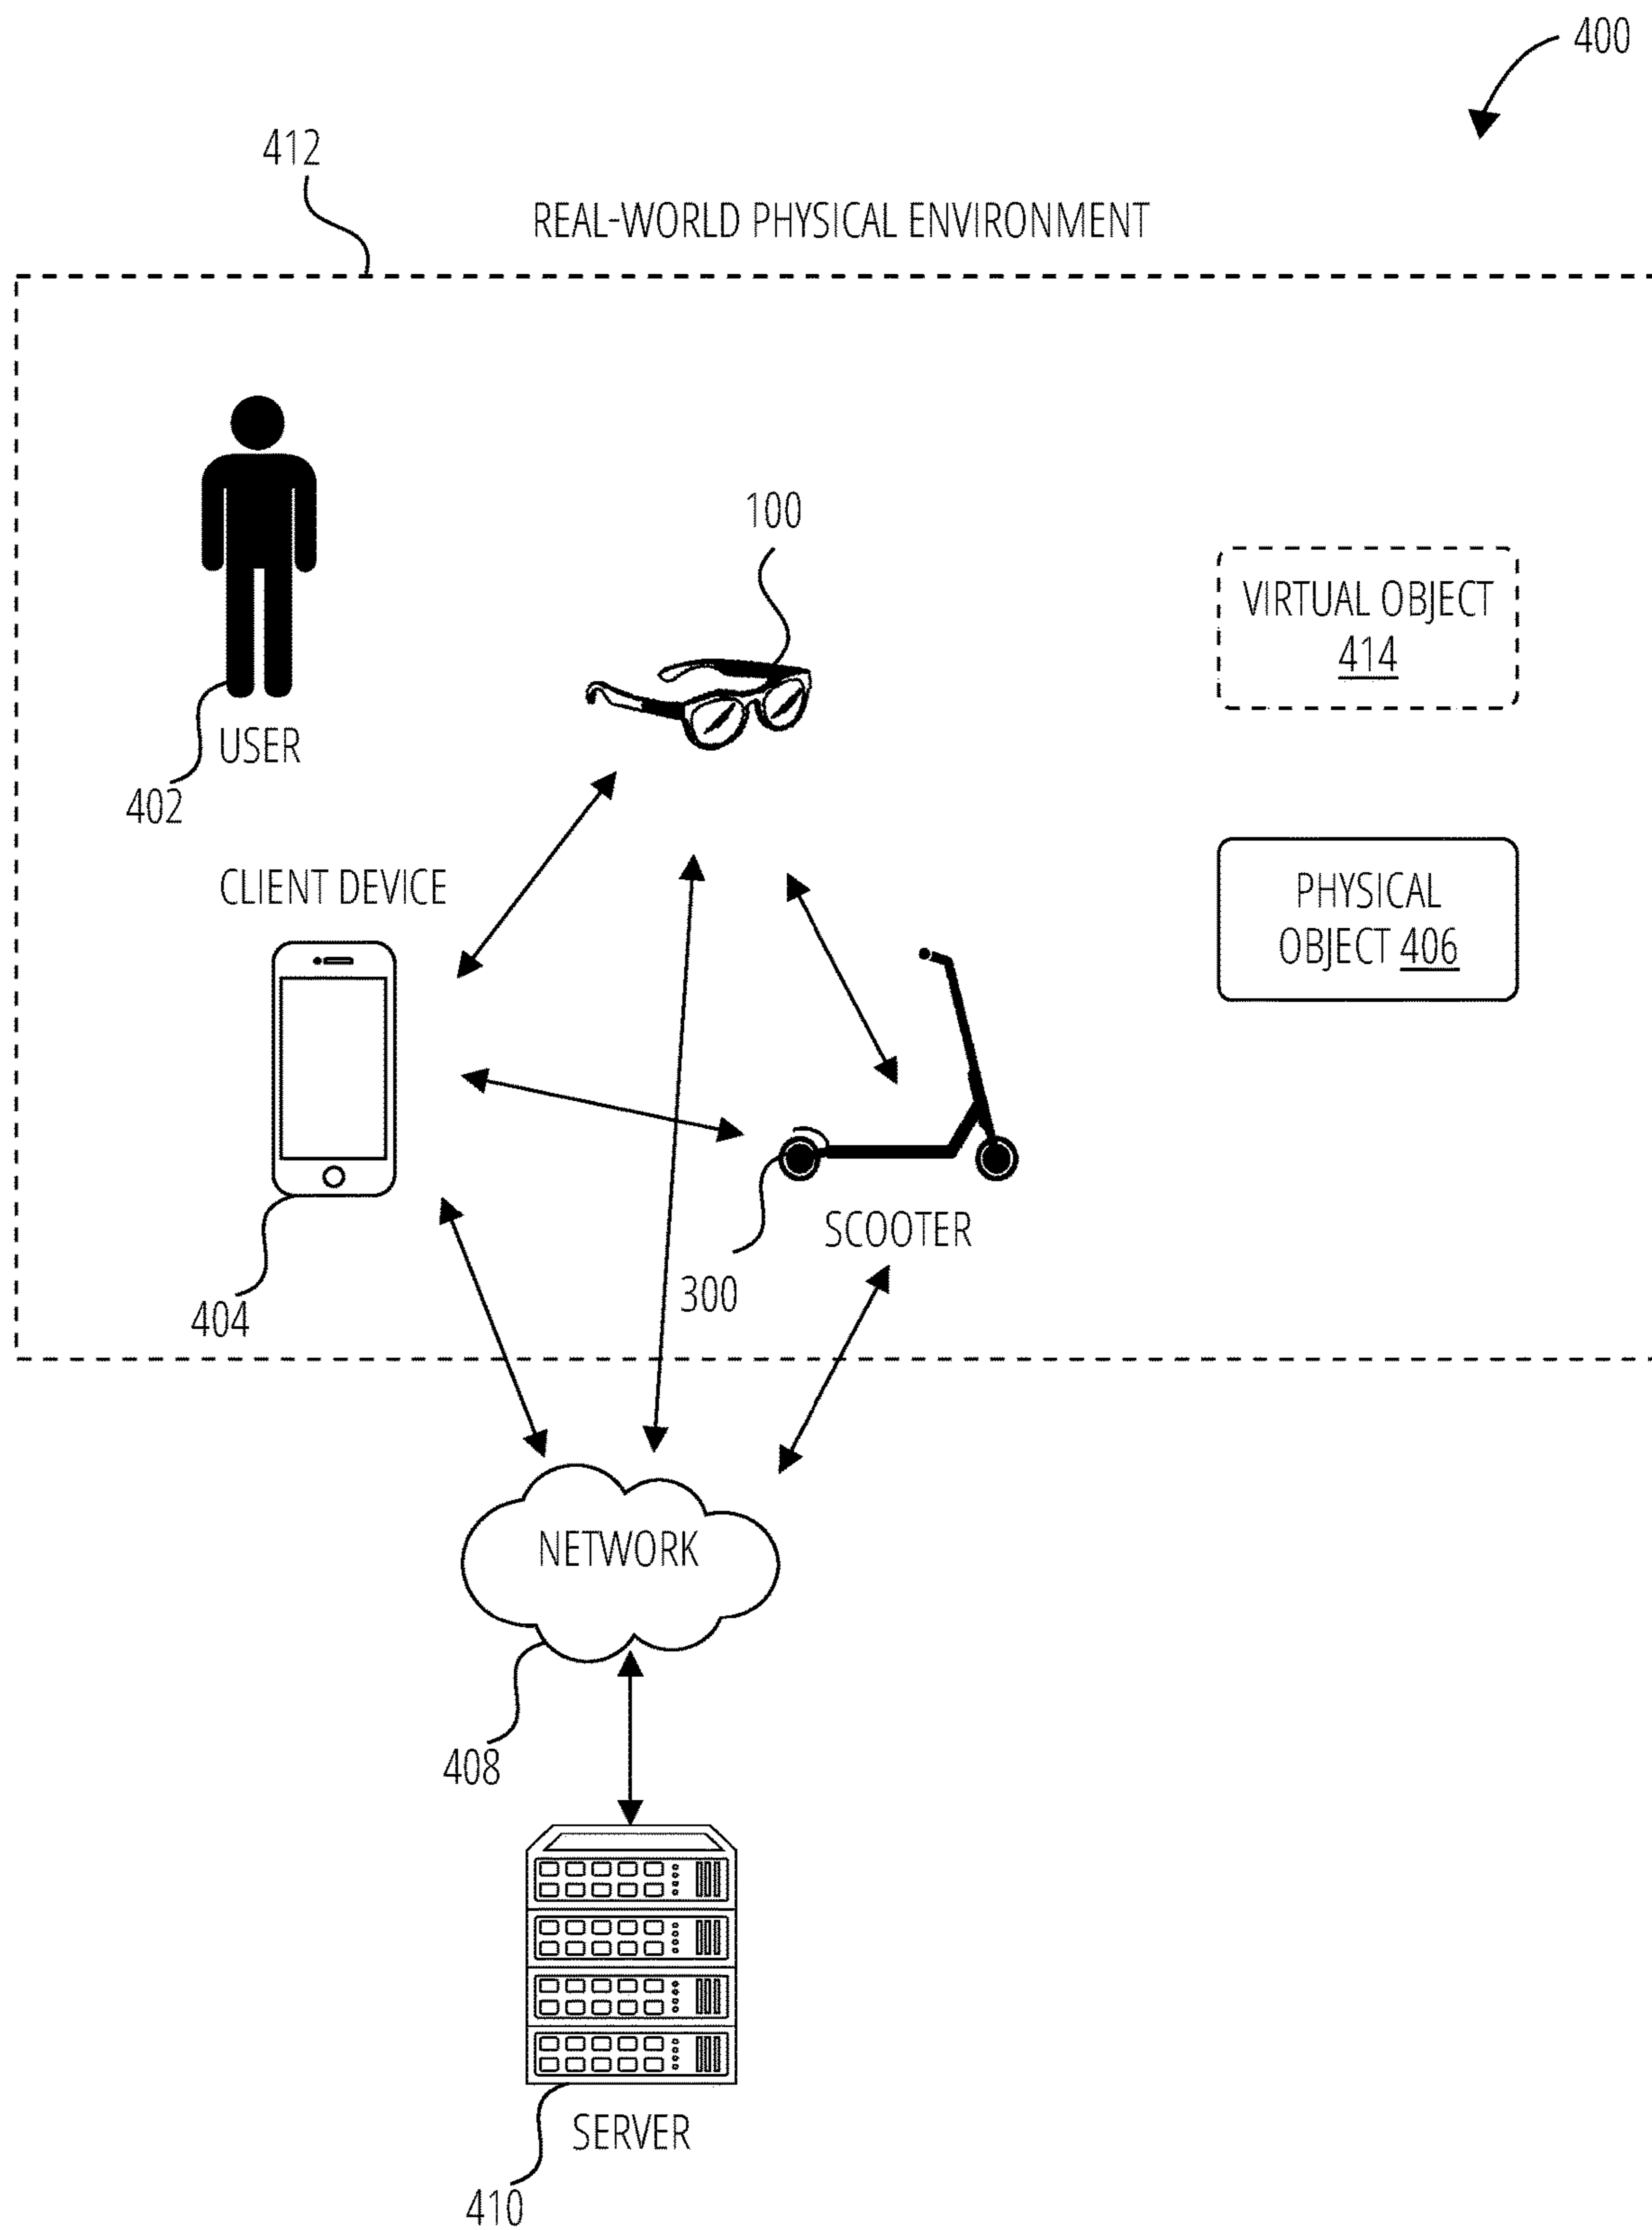 400
412
REAL-WORLD PHYSICAL ENVIRONMENT
100
VIRTUAL OBJECT
414
USER
402
CLIENT DEVICE
PHYSICAL
OBJECT 406
SCOOTER
300
404
NETWORK
408
SERVER
410